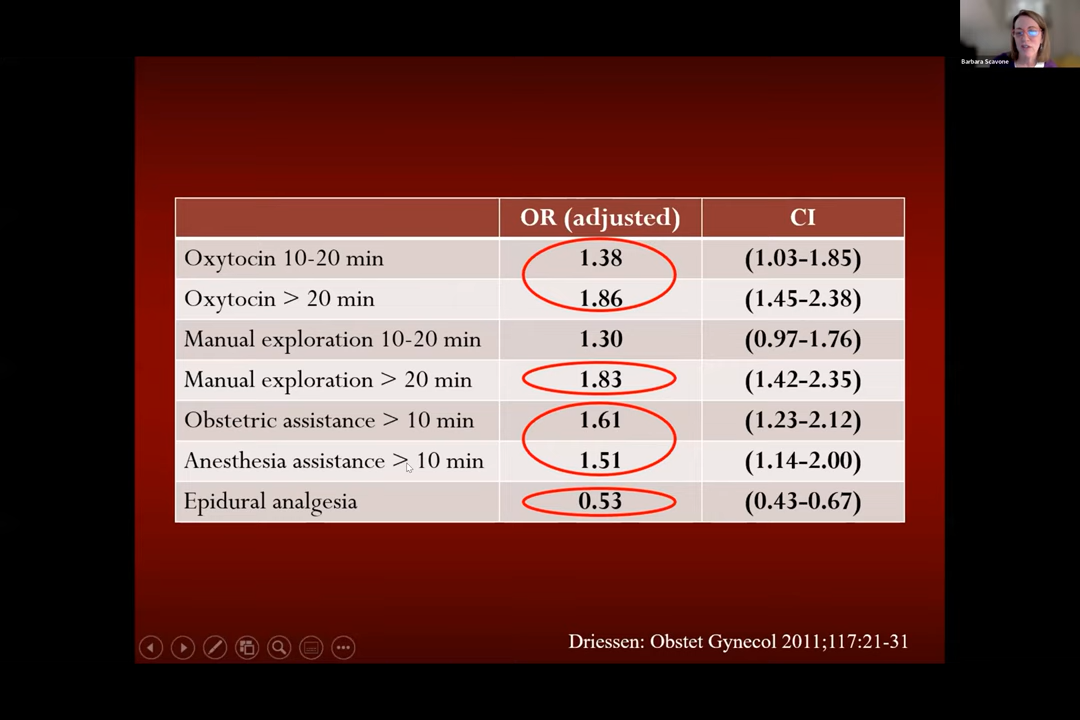 Barbara Scavone
OR (adjusted) CI
Oxytocin 10-20 min 1.38 (1.03-1.85)
Oxytocin > 20 min 1.86 (1.45-2.38)
Manual exploration 10-20 min 1.30 (0.97-1.76)
Manual exploration > 20 min 1.83 (1.42-2.35)
Obstetric assistance > 10 min 1.61 (1.23-2.12)
Anesthesia assistance > 10 min 1.51 (1.14-2.00)
Epidural analgesia 0.53 (0.43-0.67)
Driessen: Obstet Gynecol 2011;117:21-31